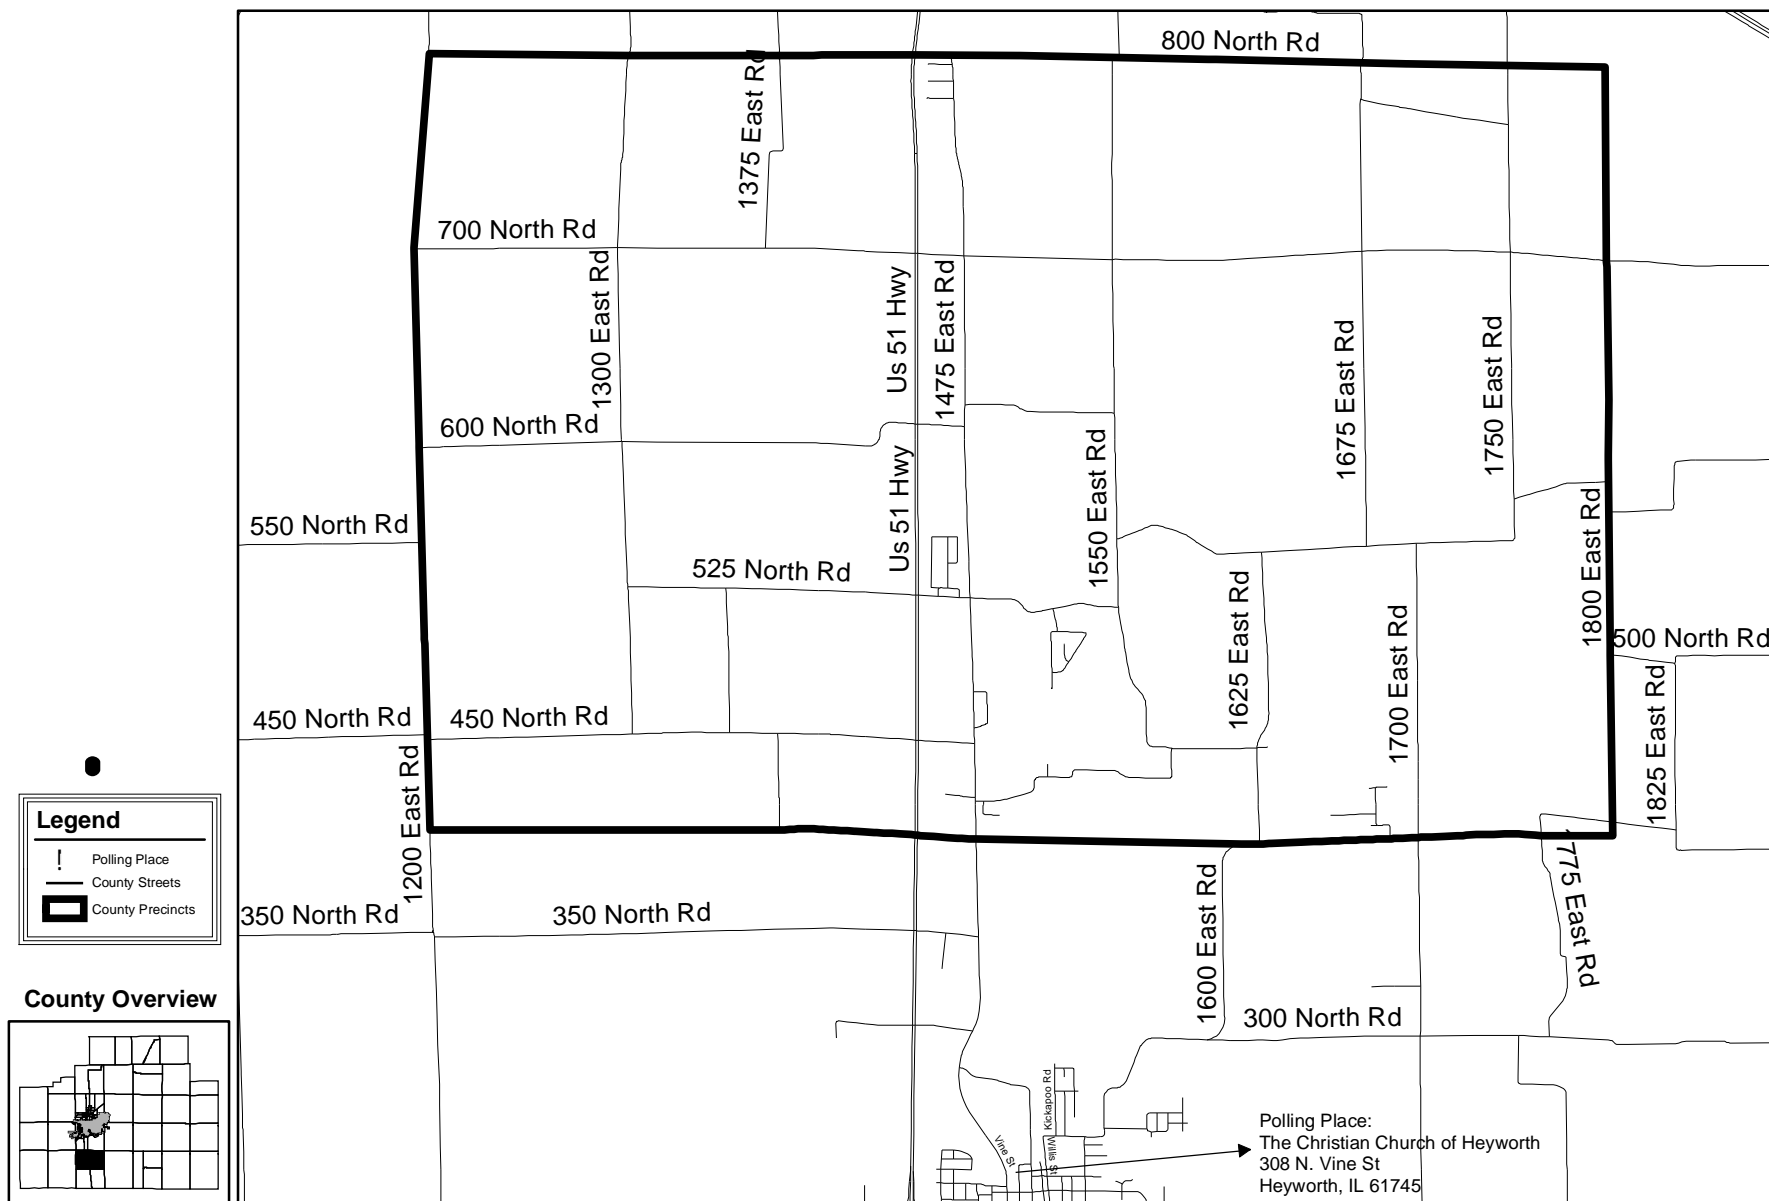 800 North Rd
1375 East Rd
700 North Rd
1300 East Rd
Us 51 Hwy
1475 East Rd
1675 East Rd
1750 East Rd
600 North Rd
Us 51 Hwy
1550 East Rd
550 North Rd
525 North Rd
1800 East Rd
1625 East Rd
1700 East Rd
500 North Rd
450 North Rd
450 North Rd
1825 East Rd
1200 East Rd
775 East Rd
350 North Rd
350 North Rd
1600 East Rd
300 North Rd
Legend
Polling Place
County Streets
County Precincts
County Overview
Kickapoo Rd
Vine St
Willis St
Polling Place:
The Christian Church of Heyworth
308 N. Vine St
Heyworth, IL 61745